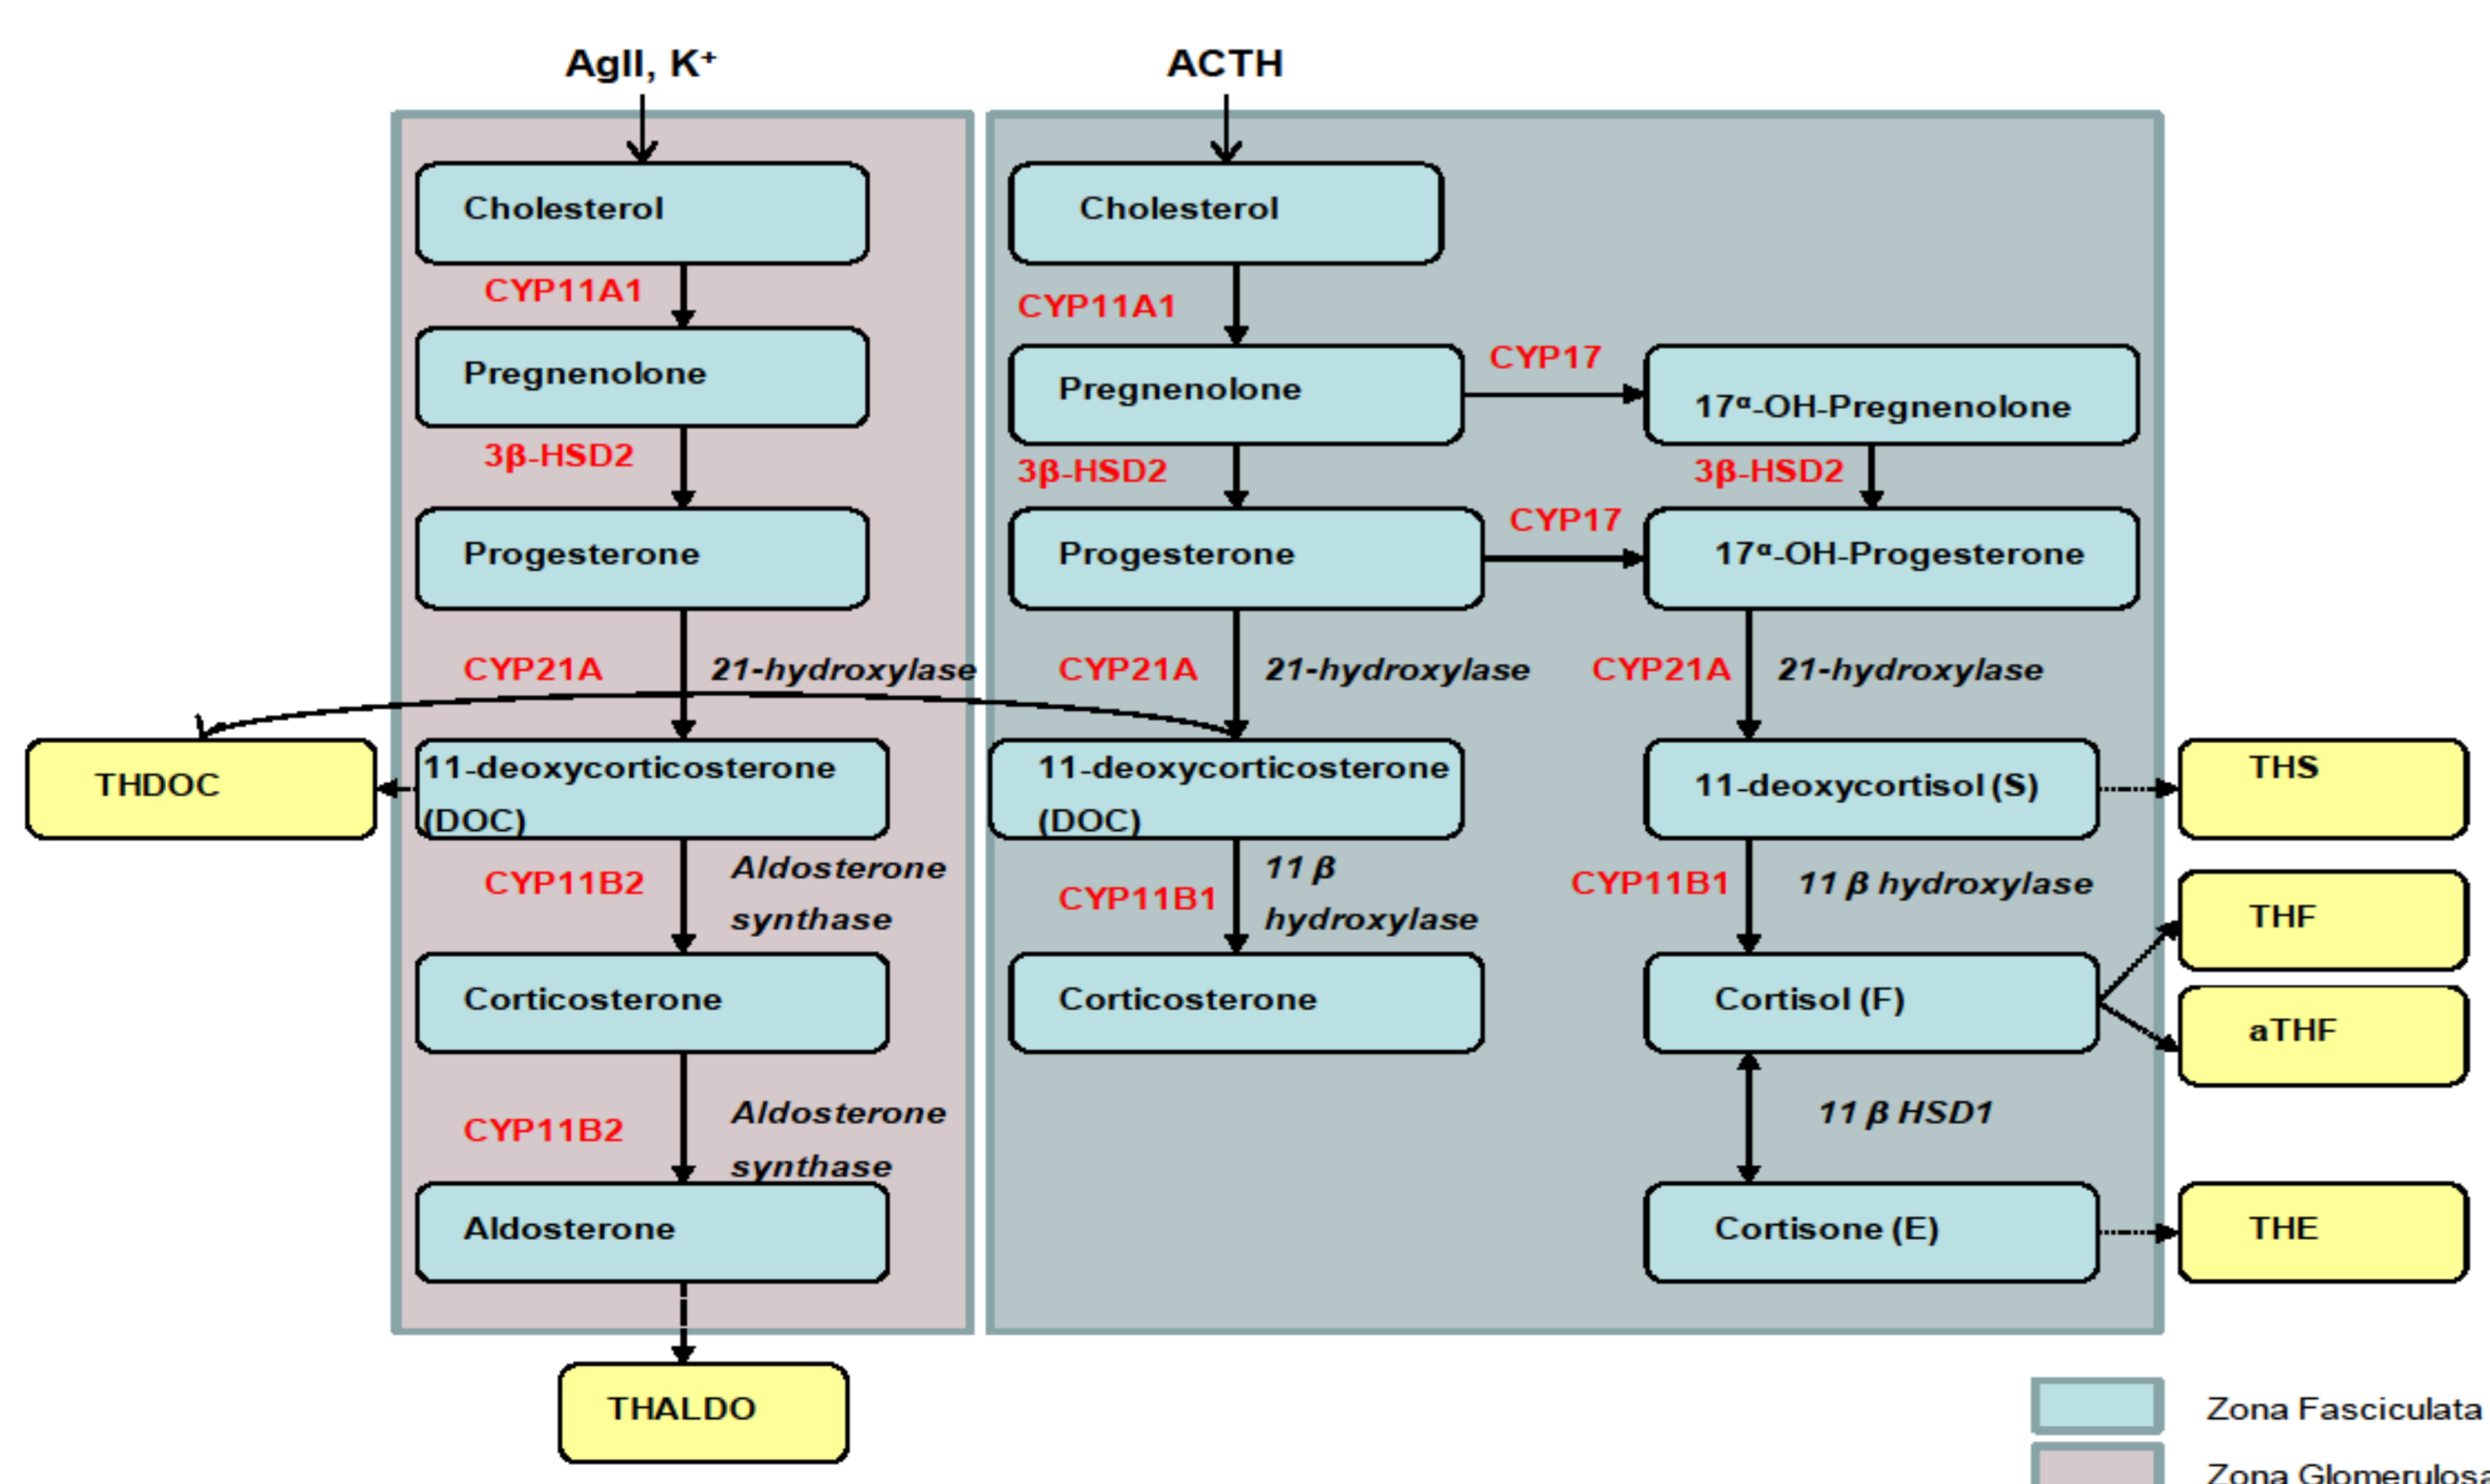 AgII, K⁺
ACTH
Cholesterol
Cholesterol
CYP11A1
CYP11A1
Pregnenolone
Pregnenolone
CYP17
17α-OH-Pregnenolone
3β-HSD2
3β-HSD2
3β-HSD2
Progesterone
Progesterone
CYP17
17α-OH-Progesterone
CYP21A
21-hydroxylase
CYP21A
21-hydroxylase
CYP21A
21-hydroxylase
THDOC
11-deoxycorticosterone
(DOC)
11-deoxycorticosterone
(DOC)
11-deoxycortisol (S)
THS
CYP11B2
Aldosterone
synthase
CYP11B1
11 β
hydroxylase
CYP11B1
11 β hydroxylase
THF
Corticosterone
Corticosterone
Cortisol (F)
aTHF
CYP11B2
Aldosterone
synthase
11 β HSD1
Aldosterone
Cortisone (E)
THE
THALDO
Zona Fasciculata
Zona Glomerulosa